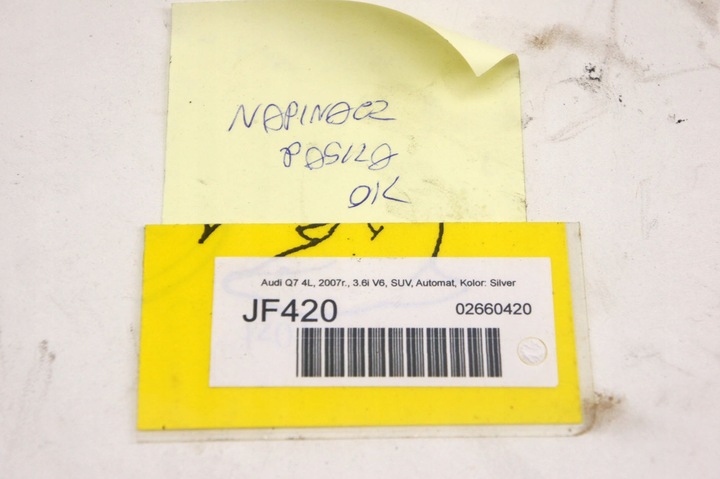 NAPINACZ
PASKA
OK
Audi Q7 4L, 2007r., 3.6i V6, SUV, Automat, Kolor: Silver
JF420
02660420